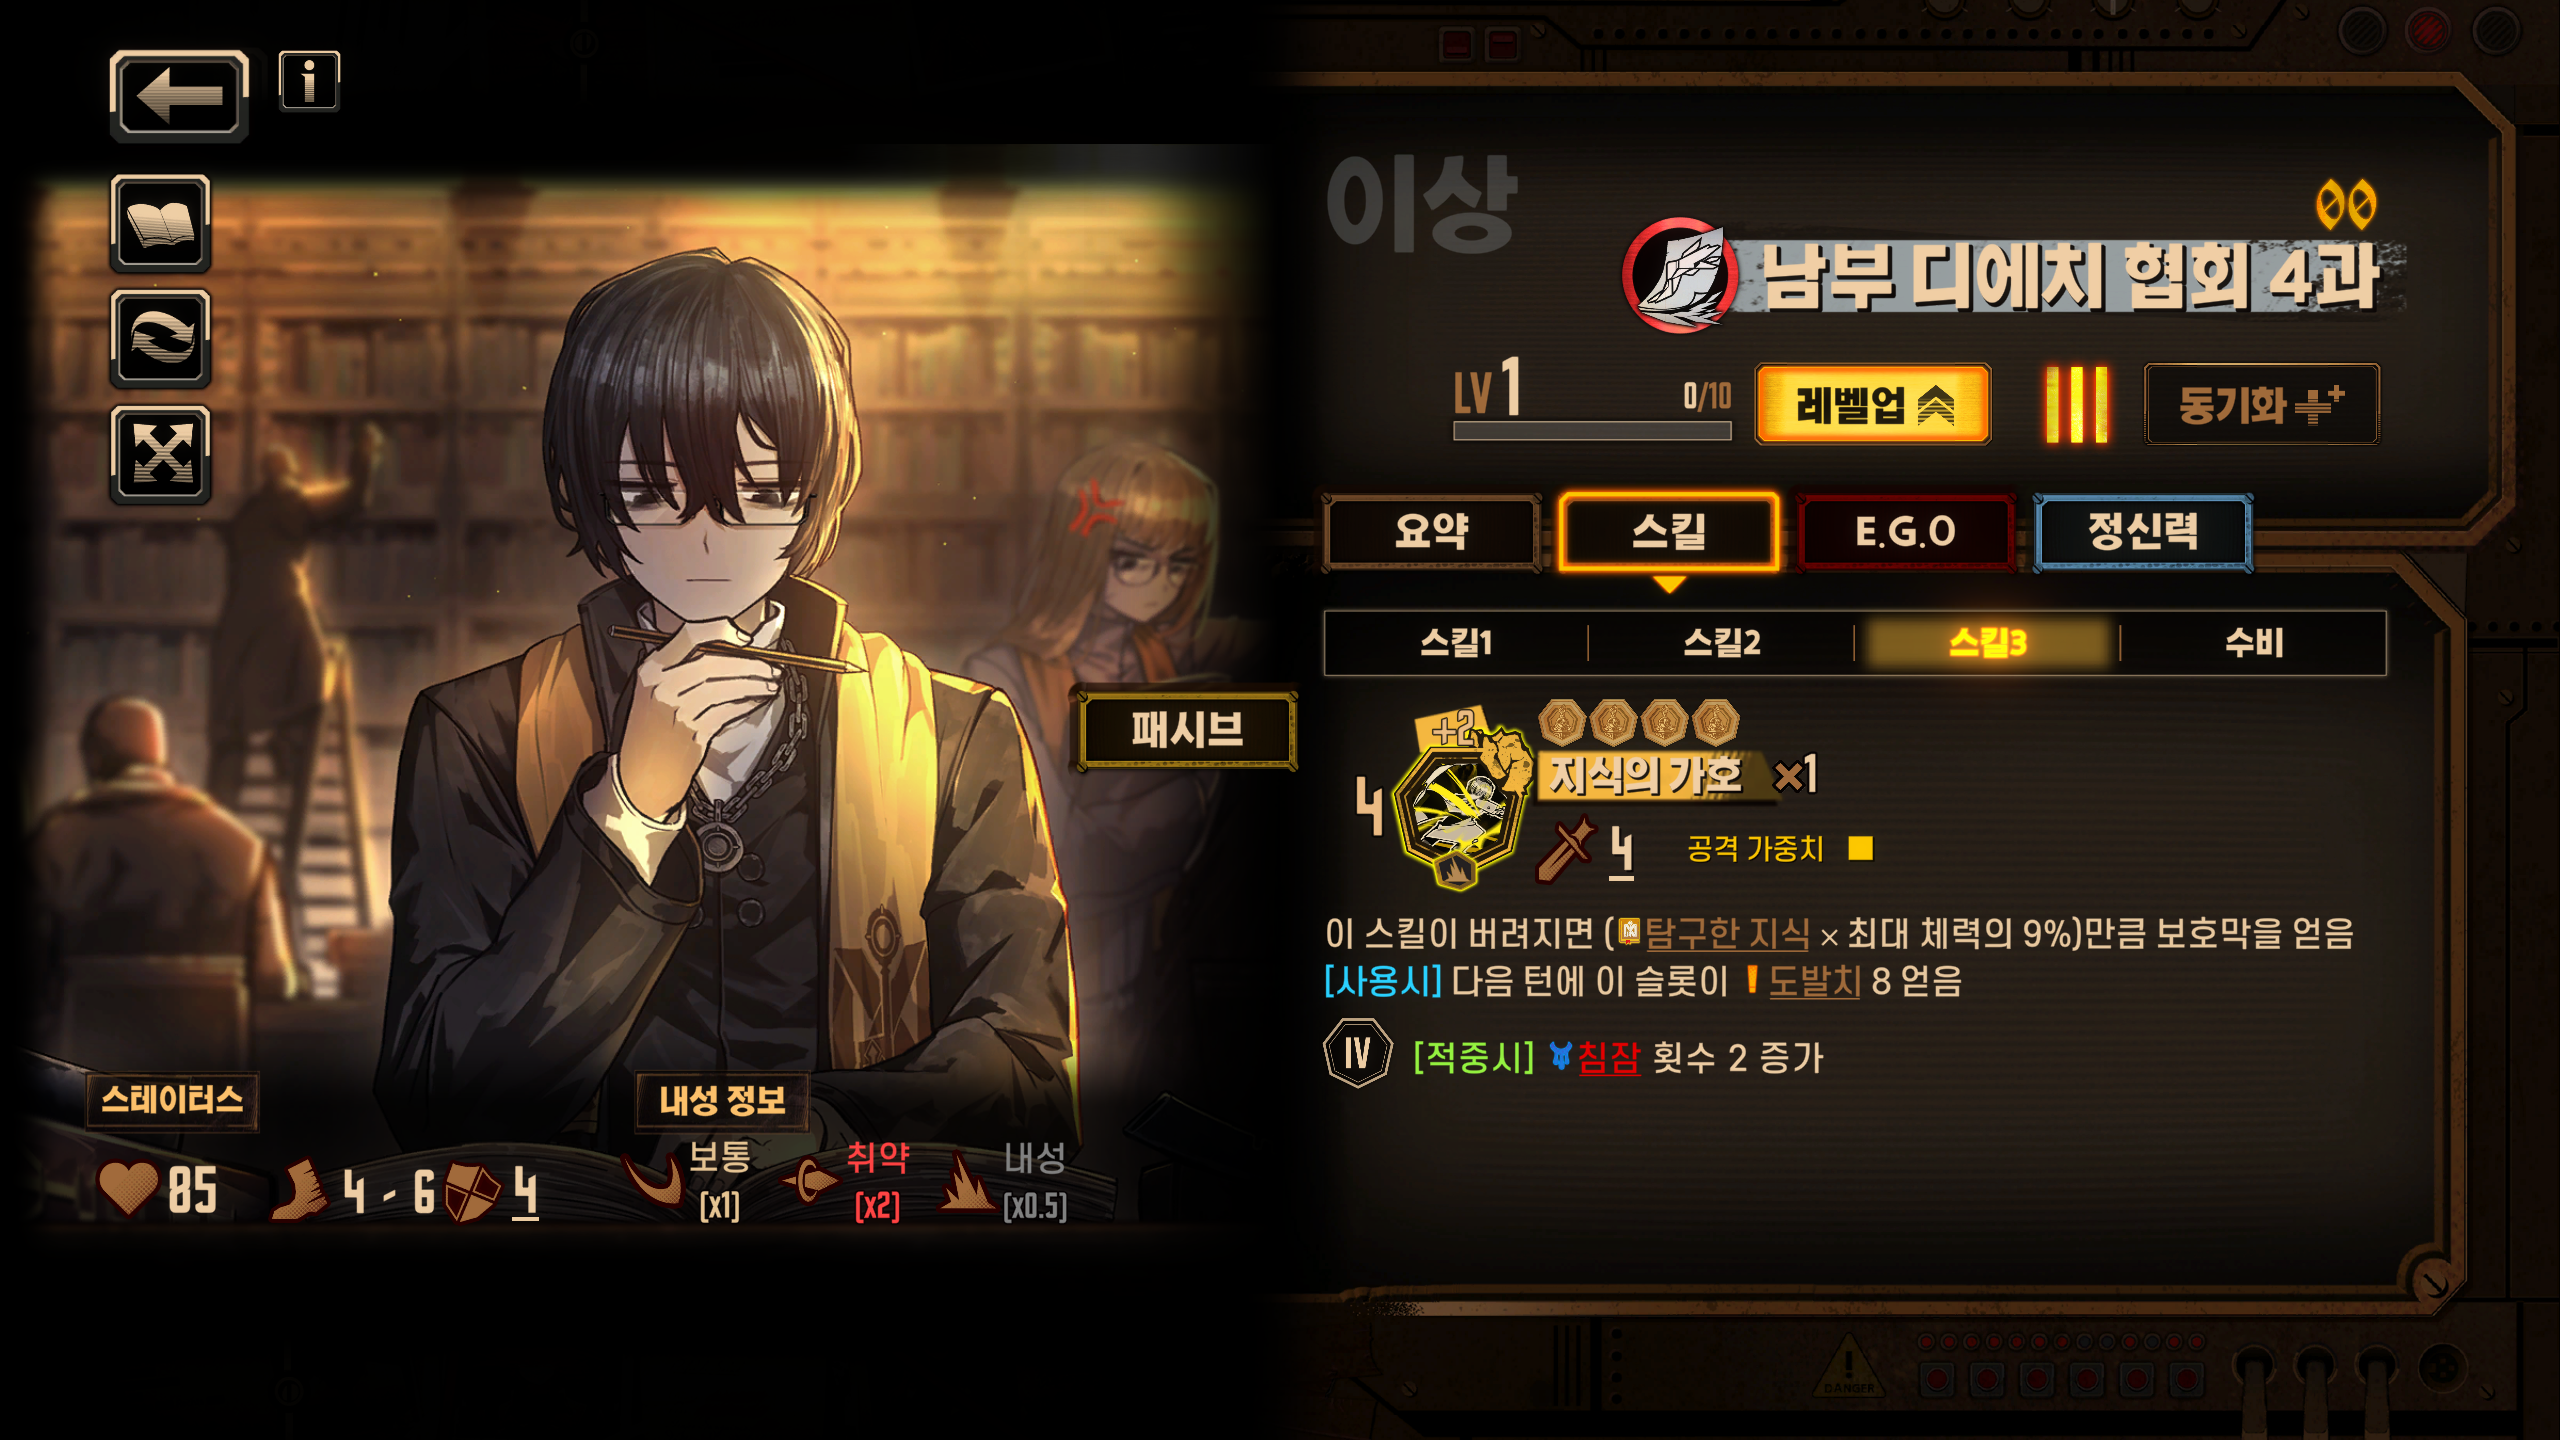 이상
남부 디에치 협회 4과
LV 1
0/10
레벨업
동기화
요약
스킬
E.G.O
정신력
스킬1
스킬2
스킬3
수비
패시브
+2
4
지식의 가호 ×1
4
공격 가중치
이 스킬이 버려지면 (탐구한 지식 × 최대 체력의 9%)만큼 보호막을 얻음
[사용시] 다음 턴에 이 슬롯이 도발치 8 얻음
IV [적중시] 침잠 횟수 2 증가
스테이터스
85
4 - 6
4
내성 정보
보통
[x1]
취약
[x2]
내성
[x0.5]
DANGER